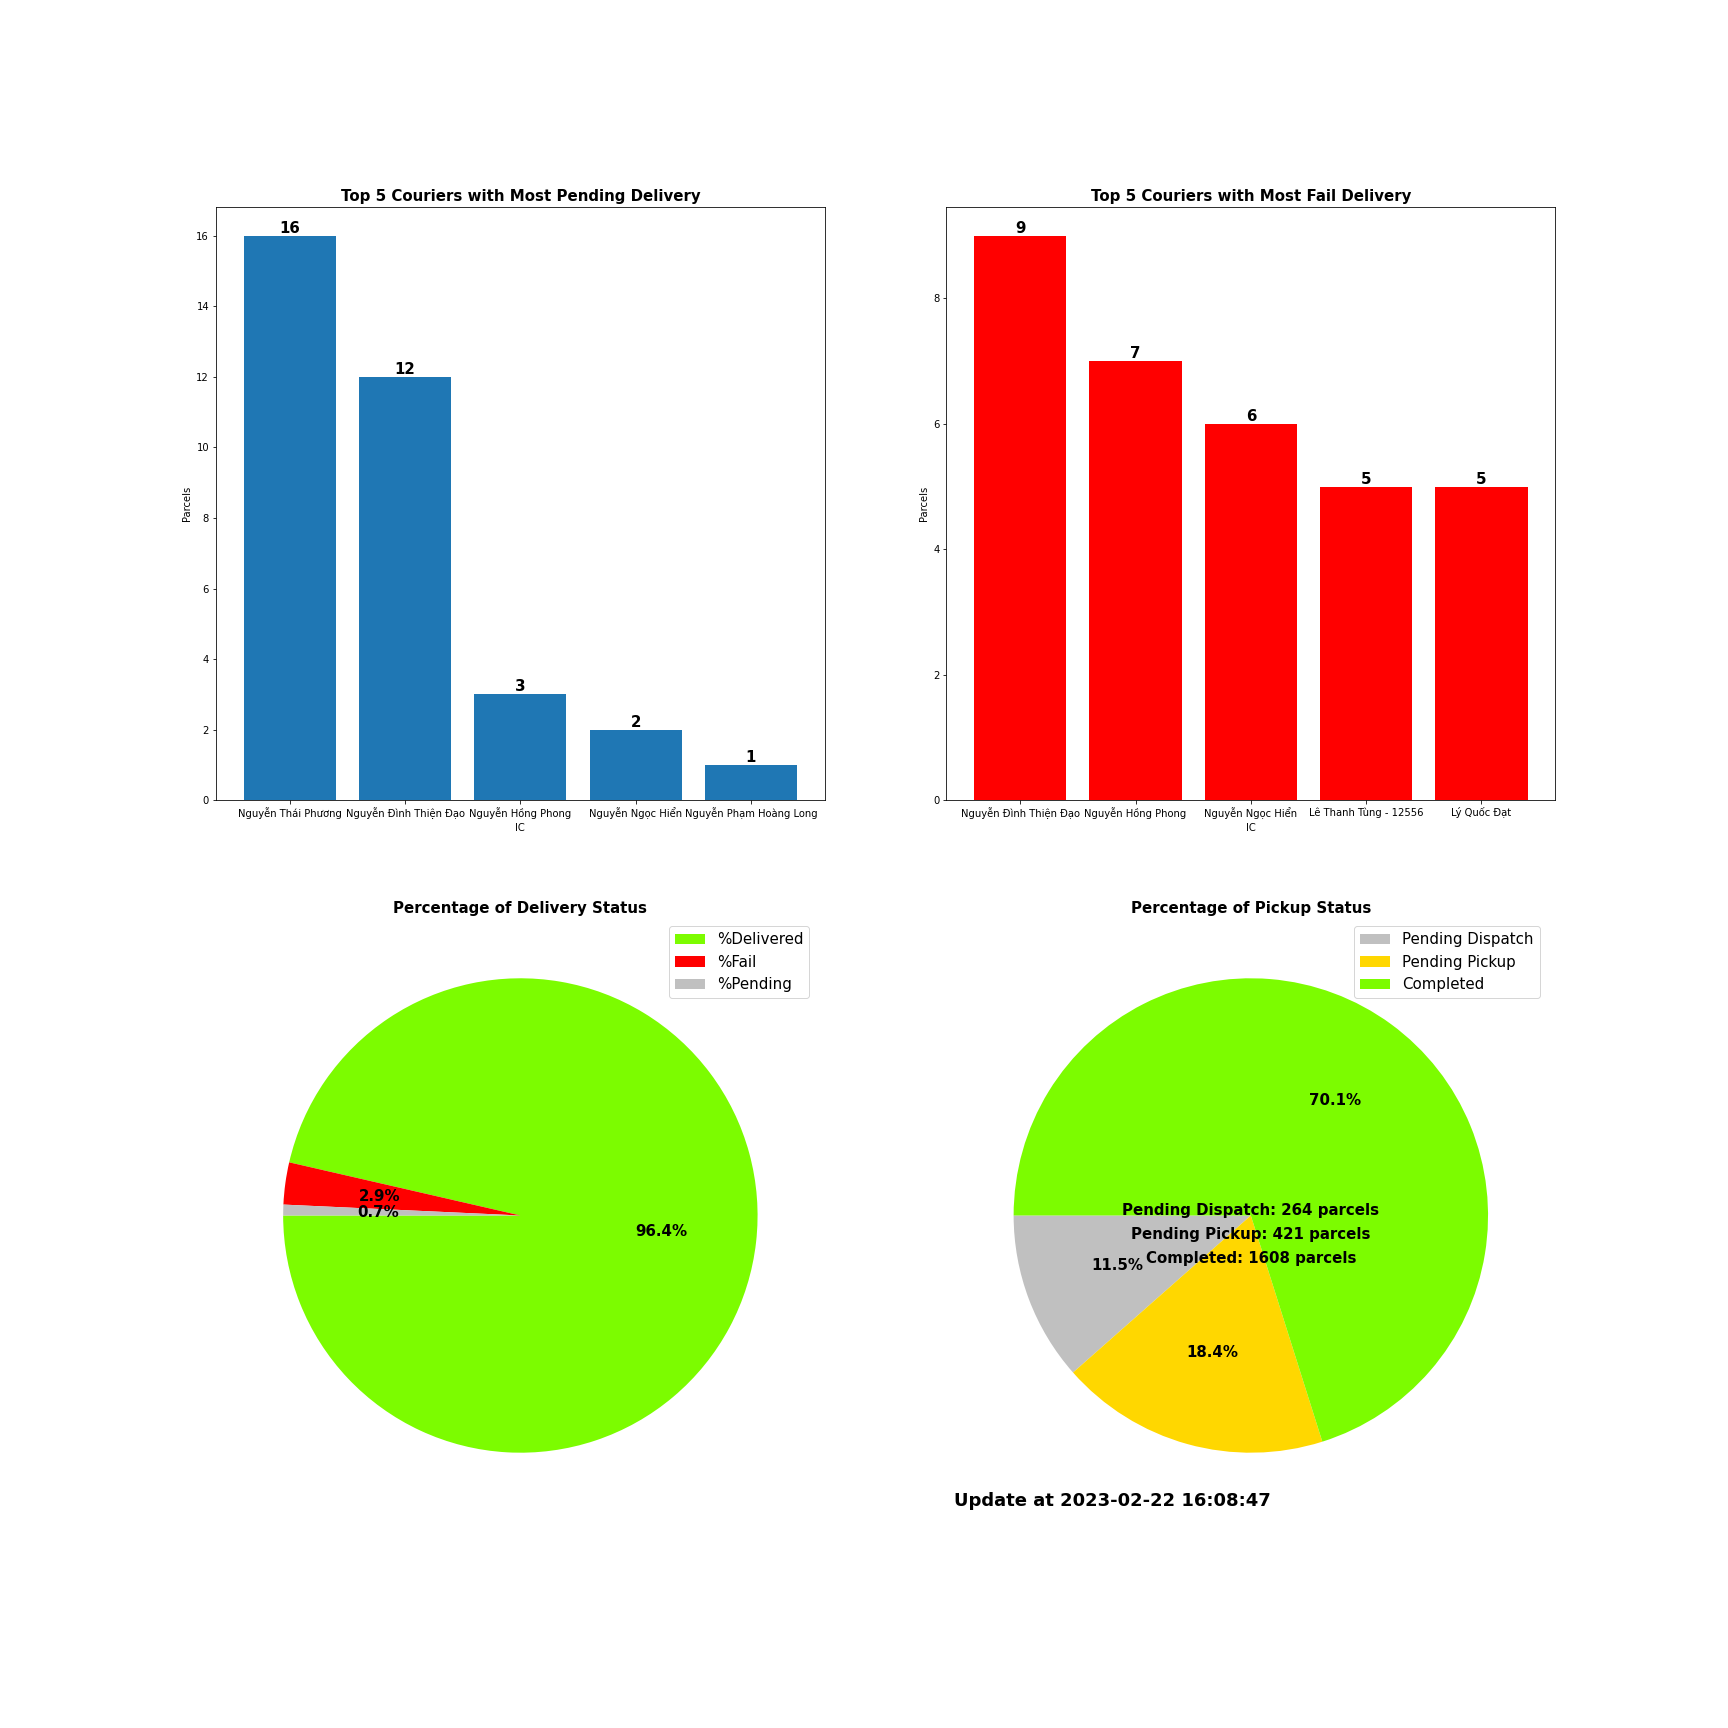 Top 5 Couriers with Most Pending Delivery
16
14
12
10
8
6
4
2
0
Parcels
16
12
3
2
1
Nguyễn Thái Phương
Nguyễn Đình Thiện Đạo
Nguyễn Hồng Phong
Nguyễn Ngọc Hiển
Nguyễn Phạm Hoàng Long
IC
Top 5 Couriers with Most Fail Delivery
8
6
4
2
0
Parcels
9
7
6
5
5
Nguyễn Đình Thiện Đạo
Nguyễn Hồng Phong
Nguyễn Ngọc Hiển
Lê Thanh Tùng - 12556
Lý Quốc Đạt
IC
Percentage of Delivery Status
%Delivered
%Fail
%Pending
2.9%
0.7%
96.4%
Percentage of Pickup Status
Pending Dispatch
Pending Pickup
Completed
70.1%
Pending Dispatch: 264 parcels
Pending Pickup: 421 parcels
Completed: 1608 parcels
11.5%
18.4%
Update at 2023-02-22 16:08:47